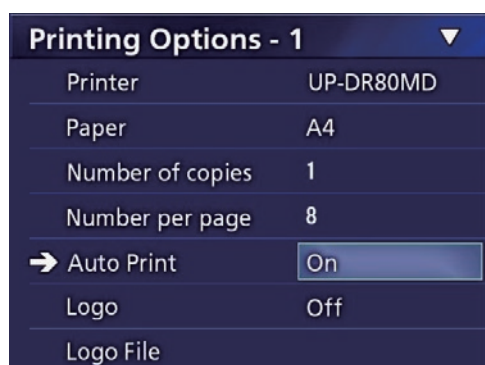 Printing Options - 1
Printer UP-DR80MD
Paper A4
Number of copies 1
Number per page 8
Auto Print On
Logo Off
Logo File